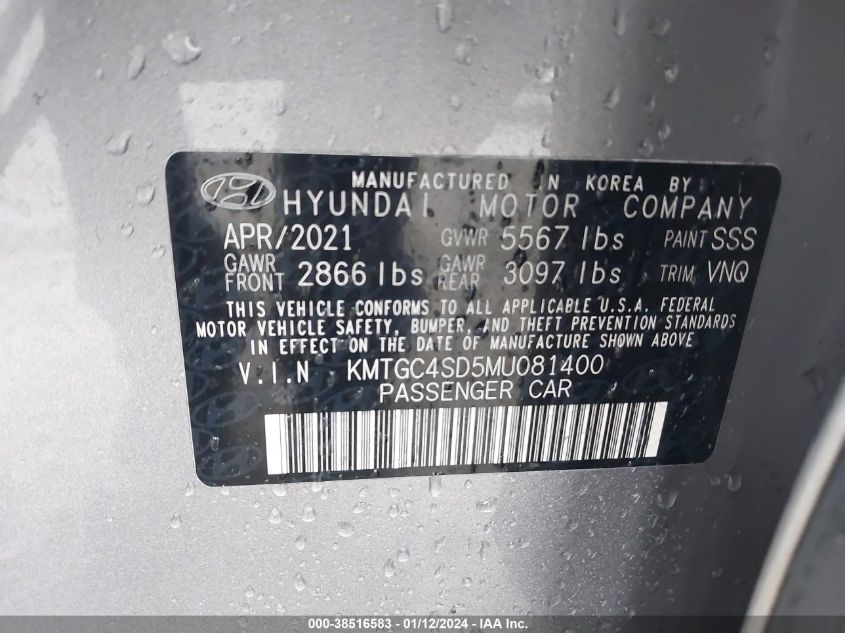 MANUFACTURED IN KOREA BY
HYUNDAI MOTOR COMPANY
APR/2021 GVWR 5567 lbs PAINT SSS
GAWR FRONT 2866 lbs GAWR REAR 3097 lbs TRIM VNQ
THIS VEHICLE CONFORMS TO ALL APPLICABLE U.S.A. FEDERAL
MOTOR VEHICLE SAFETY, BUMPER, AND THEFT PREVENTION STANDARDS
IN EFFECT ON THE DATE OF MANUFACTURE SHOWN ABOVE
V.I.N KMTGC4SD5MU081400
PASSENGER CAR
000-38516583 - 01/12/2024 - IAA Inc.